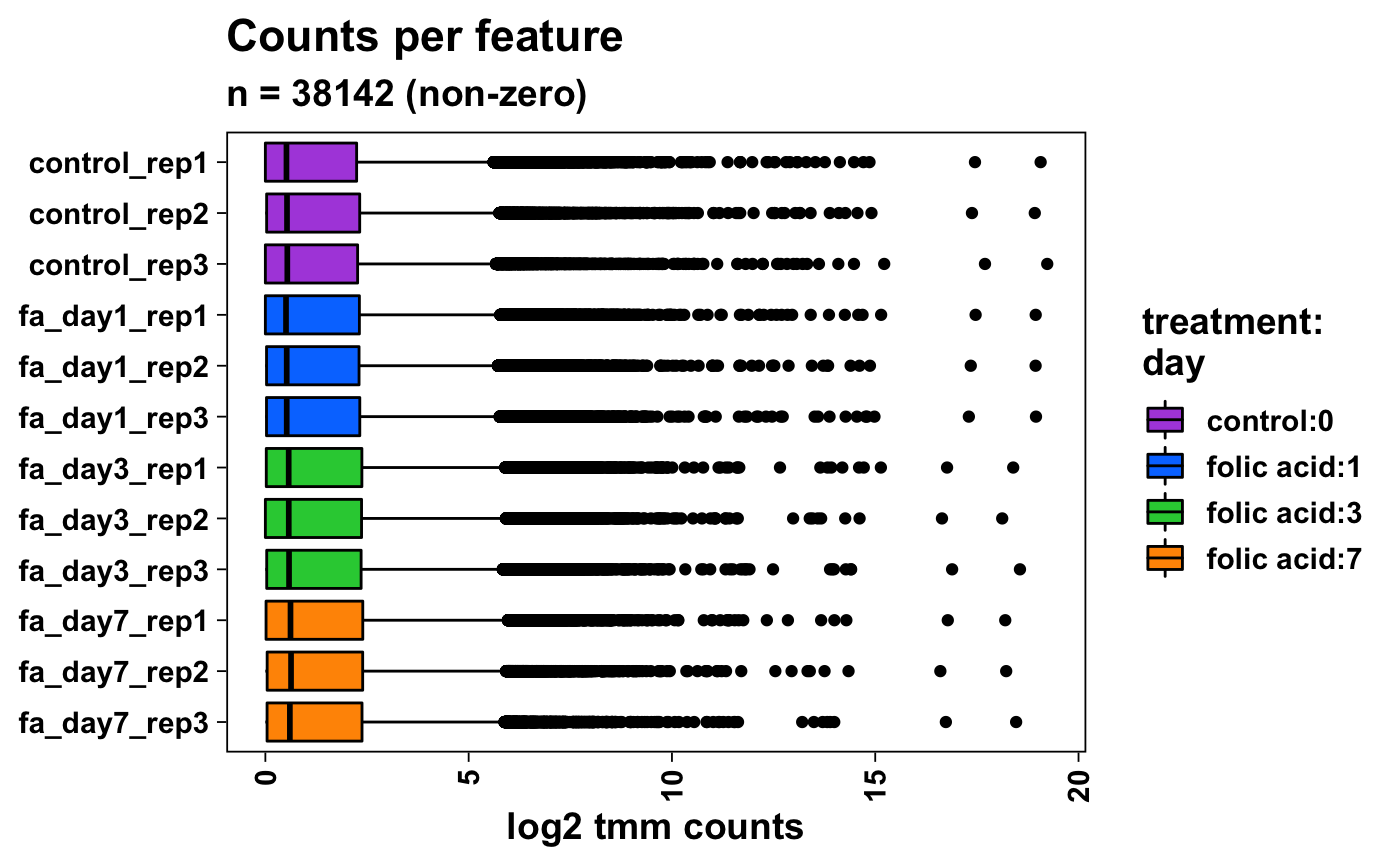 Counts per feature
n = 38142 (non-zero)
control_rep1
control_rep2
control_rep3
fa_day1_rep1
fa_day1_rep2
fa_day1_rep3
fa_day3_rep1
fa_day3_rep2
fa_day3_rep3
fa_day7_rep1
fa_day7_rep2
fa_day7_rep3
0
5
10
15
20
log2 tmm counts
treatment:
day
control:0
folic acid:1
folic acid:3
folic acid:7